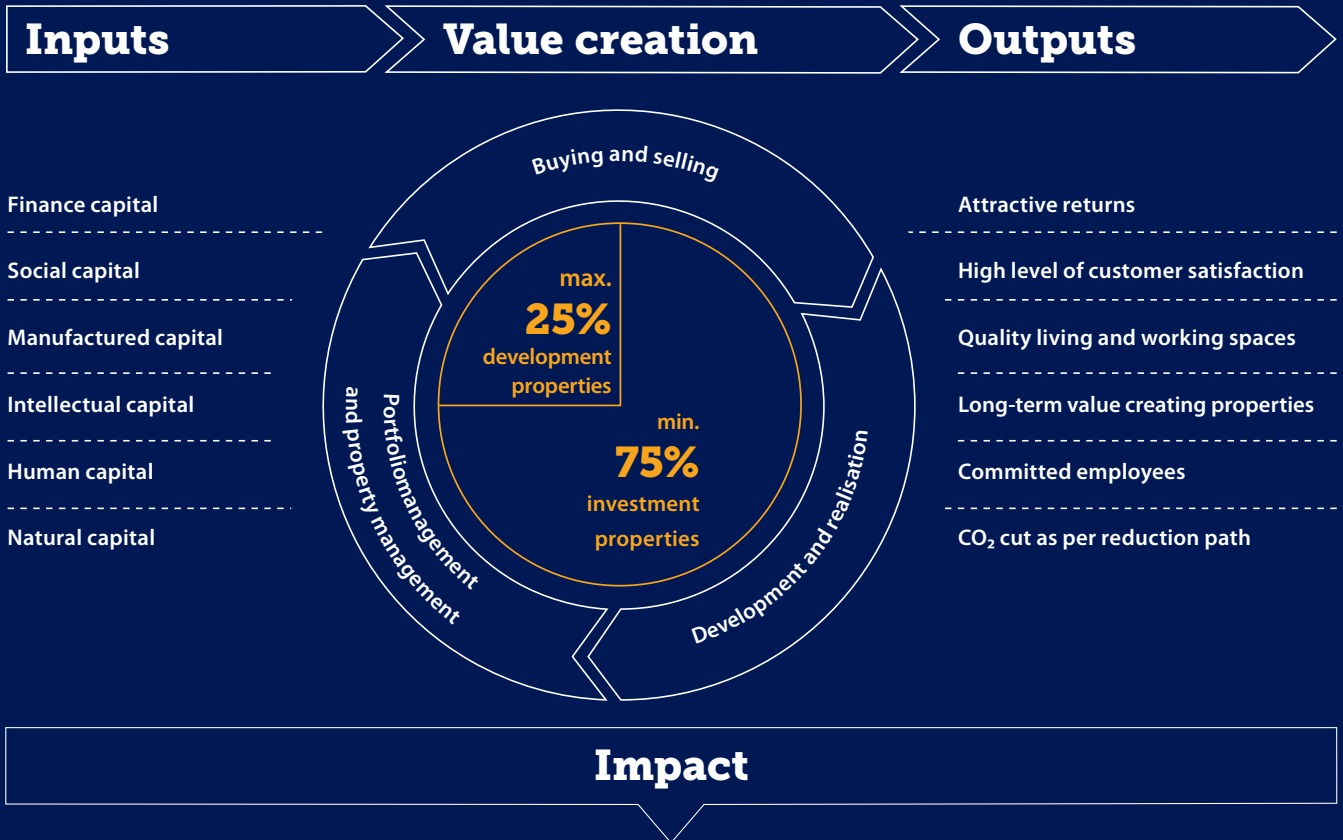 Inputs
Value creation
Outputs
Finance capital
Social capital
Manufactured capital
Intellectual capital
Human capital
Natural capital
Buying and selling
max.
25%
development
properties
min.
75%
investment
properties
Portfoliomanagement
and property management
Development and realisation
Attractive returns
High level of customer satisfaction
Quality living and working spaces
Long-term value creating properties
Committed employees
CO₂ cut as per reduction path
Impact